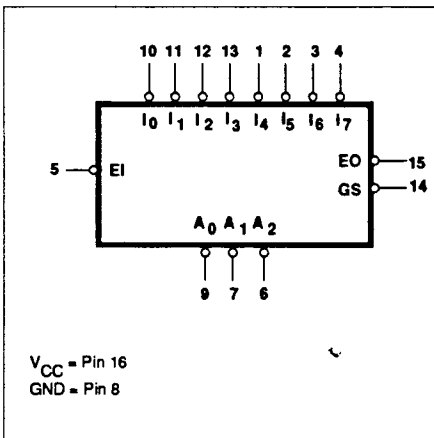 10 11 12 13 1 2 3 4
I0 I1 I2 I3 I4 I5 I6 I7
5 EI
EO 15
GS 14
A0 A1 A2
9 7 6
VCC = Pin 16
GND = Pin 8